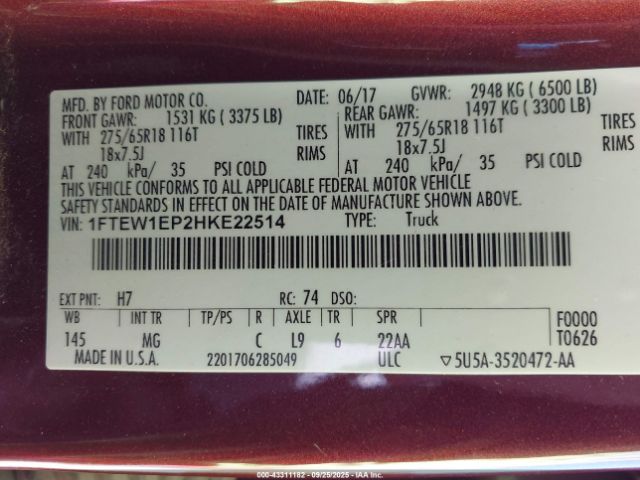 MFD. BY FORD MOTOR CO. DATE: 06/17 GVWR: 2948 KG ( 6500 LB)
FRONT GAWR: 1531 KG ( 3375 LB) REAR GAWR: 1497 KG ( 3300 LB)
WITH 275/65R18 116T TIRES WITH 275/65R18 116T TIRES
18x7.5J RIMS 18x7.5J RIMS
AT 240 kPa/ 35 PSI COLD AT 240 kPa/ 35 PSI COLD
THIS VEHICLE CONFORMS TO ALL APPLICABLE FEDERAL MOTOR VEHICLE
SAFETY STANDARDS IN EFFECT ON THE DATE OF MANUFACTURE SHOWN ABOVE.
VIN: 1FTEW1EP2HKE22514 TYPE: Truck
EXT PNT: H7 RC: 74 DSO:
WB INT TR TP/PS R AXLE TR SPR F0000
145 MG C L9 6 22AA T0626
MADE IN U.S.A. 2201706285049 ULC ▽5U5A-3520472-AA
000-43311182 - 09/25/2025 - IAA Inc.